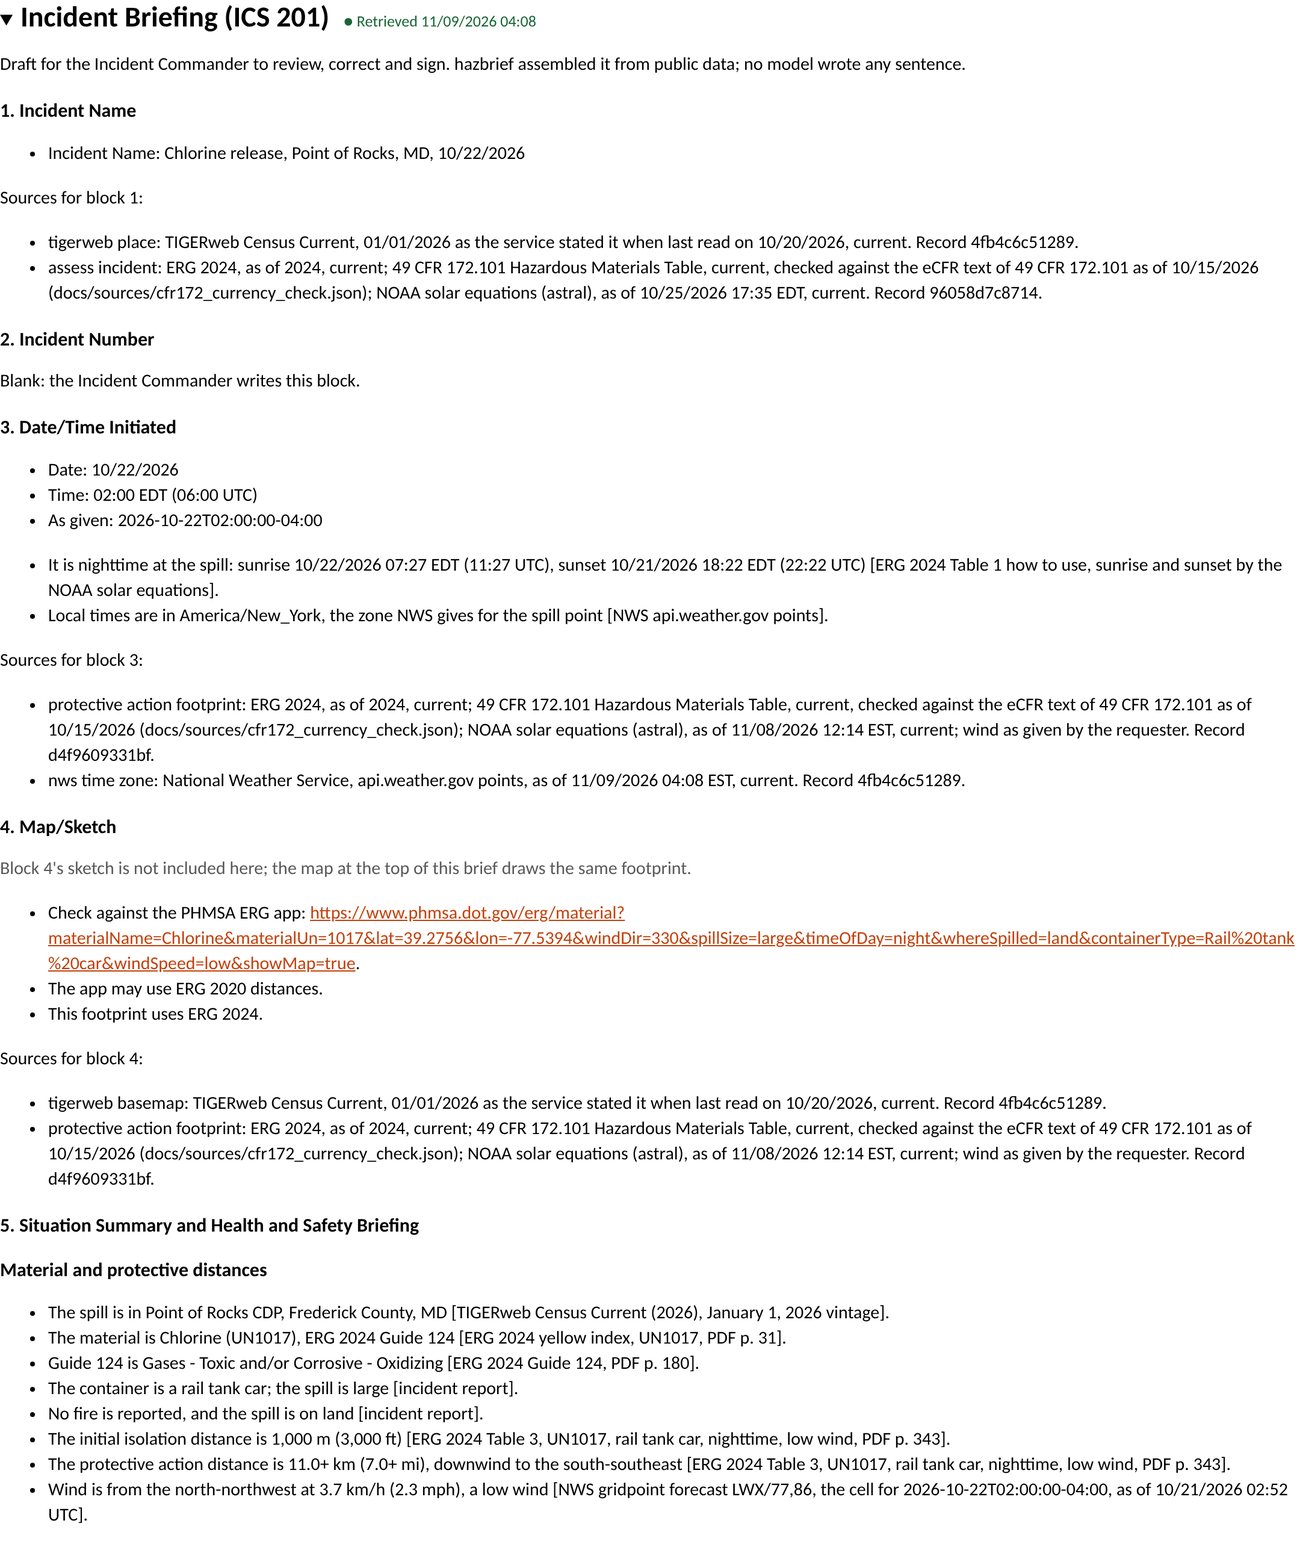 ▼ Incident Briefing (ICS 201) ● Retrieved 11/09/2026 04:08
Draft for the Incident Commander to review, correct and sign. hazbrief assembled it from public data; no model wrote any sentence.
1. Incident Name
• Incident Name: Chlorine release, Point of Rocks, MD, 10/22/2026
Sources for block 1:
• tigerweb place: TIGERweb Census Current, 01/01/2026 as the service stated it when last read on 10/20/2026, current. Record 4fb4c6c51289.
• assess incident: ERG 2024, as of 2024, current; 49 CFR 172.101 Hazardous Materials Table, current, checked against the eCFR text of 49 CFR 172.101 as of 10/15/2026
(docs/sources/cfr172_currency_check.json); NOAA solar equations (astral), as of 10/25/2026 17:35 EDT, current. Record 96058d7c8714.
2. Incident Number
Blank: the Incident Commander writes this block.
3. Date/Time Initiated
• Date: 10/22/2026
• Time: 02:00 EDT (06:00 UTC)
• As given: 2026-10-22T02:00:00-04:00
• It is nighttime at the spill: sunrise 10/22/2026 07:27 EDT (11:27 UTC), sunset 10/21/2026 18:22 EDT (22:22 UTC) [ERG 2024 Table 1 how to use, sunrise and sunset by the
NOAA solar equations].
• Local times are in America/New_York, the zone NWS gives for the spill point [NWS api.weather.gov points].
Sources for block 3:
• protective action footprint: ERG 2024, as of 2024, current; 49 CFR 172.101 Hazardous Materials Table, current, checked against the eCFR text of 49 CFR 172.101 as of
10/15/2026 (docs/sources/cfr172_currency_check.json); NOAA solar equations (astral), as of 11/08/2026 12:14 EST, current; wind as given by the requester. Record
d4f9609331bf.
• nws time zone: National Weather Service, api.weather.gov points, as of 11/09/2026 04:08 EST, current. Record 4fb4c6c51289.
4. Map/Sketch
Block 4's sketch is not included here; the map at the top of this brief draws the same footprint.
• Check against the PHMSA ERG app: https://www.phmsa.dot.gov/erg/material?
materialName=Chlorine&materialUn=1017&lat=39.2756&lon=-77.5394&windDir=330&spillSize=large&timeOfDay=night&whereSpilled=land&containerType=Rail%20tank
%20car&windSpeed=low&showMap=true.
• The app may use ERG 2020 distances.
• This footprint uses ERG 2024.
Sources for block 4:
• tigerweb basemap: TIGERweb Census Current, 01/01/2026 as the service stated it when last read on 10/20/2026, current. Record 4fb4c6c51289.
• protective action footprint: ERG 2024, as of 2024, current; 49 CFR 172.101 Hazardous Materials Table, current, checked against the eCFR text of 49 CFR 172.101 as of
10/15/2026 (docs/sources/cfr172_currency_check.json); NOAA solar equations (astral), as of 11/08/2026 12:14 EST, current; wind as given by the requester. Record
d4f9609331bf.
5. Situation Summary and Health and Safety Briefing
Material and protective distances
• The spill is in Point of Rocks CDP, Frederick County, MD [TIGERweb Census Current (2026), January 1, 2026 vintage].
• The material is Chlorine (UN1017), ERG 2024 Guide 124 [ERG 2024 yellow index, UN1017, PDF p. 31].
• Guide 124 is Gases - Toxic and/or Corrosive - Oxidizing [ERG 2024 Guide 124, PDF p. 180].
• The container is a rail tank car; the spill is large [incident report].
• No fire is reported, and the spill is on land [incident report].
• The initial isolation distance is 1,000 m (3,000 ft) [ERG 2024 Table 3, UN1017, rail tank car, nighttime, low wind, PDF p. 343].
• The protective action distance is 11.0+ km (7.0+ mi), downwind to the south-southeast [ERG 2024 Table 3, UN1017, rail tank car, nighttime, low wind, PDF p. 343].
• Wind is from the north-northwest at 3.7 km/h (2.3 mph), a low wind [NWS gridpoint forecast LWX/77,86, the cell for 2026-10-22T02:00:00-04:00, as of 10/21/2026 02:52
UTC].